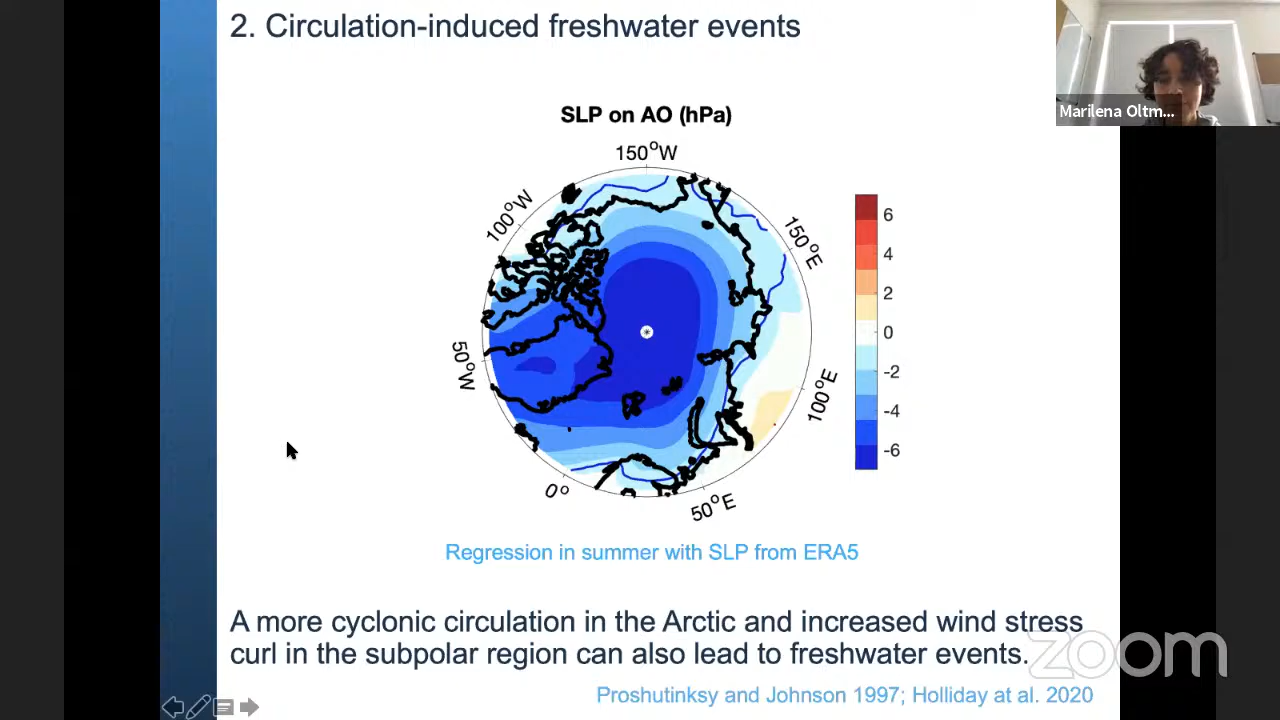 2. Circulation-induced freshwater events
Marilena Oltm...
SLP on AO (hPa)
150°W
100°W
150°E
50°W
100°E
0°
50°E
6
4
2
0
-2
-4
-6
Regression in summer with SLP from ERA5
A more cyclonic circulation in the Arctic and increased wind stress
curl in the subpolar region can also lead to freshwater events.
zoom
Proshutinksy and Johnson 1997; Holliday at al. 2020